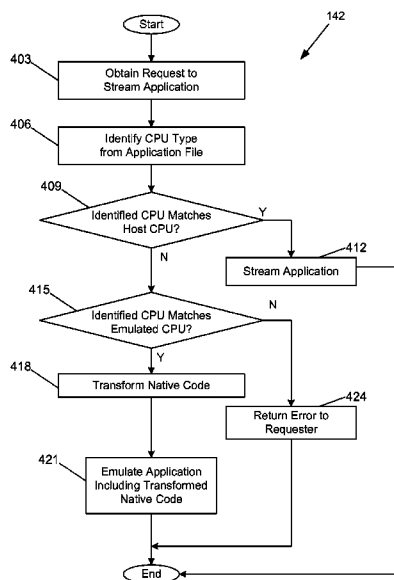 Start
142
403
Obtain Request to
Stream Application
406
Identify CPU Type
from Application File
409
Identified CPU Matches
Host CPU?
Y
N
412
Stream Application
415
Identified CPU Matches
Emulated CPU?
N
Y
418
Transform Native Code
424
Return Error to
Requester
421
Emulate Application
Including Transformed
Native Code
End